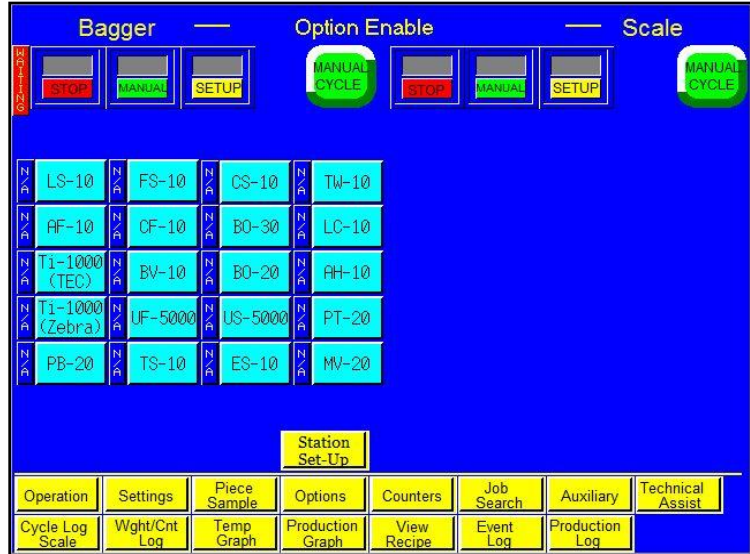 Bagger — Option Enable — Scale
WAITING
STOP MANUAL SETUP MANUAL CYCLE STOP MANUAL SETUP MANUAL CYCLE
N/A LS-10 N/A FS-10 N/A CS-10 N/A TW-10
N/A AF-10 N/A CF-10 N/A BO-30 N/A LC-10
N/A Ti-1000 (TEC) N/A BV-10 N/A BO-20 N/A AH-10
N/A Ti-1000 (Zebra) N/A UF-5000 N/A US-5000 N/A PT-20
N/A PB-20 N/A TS-10 N/A ES-10 N/A MV-20
Station
Set-Up
Operation Settings Piece Sample Options Counters Job Search Auxiliary Technical Assist
Cycle Log Scale Wght/Cnt Log Temp Graph Production Graph View Recipe Event Log Production Log